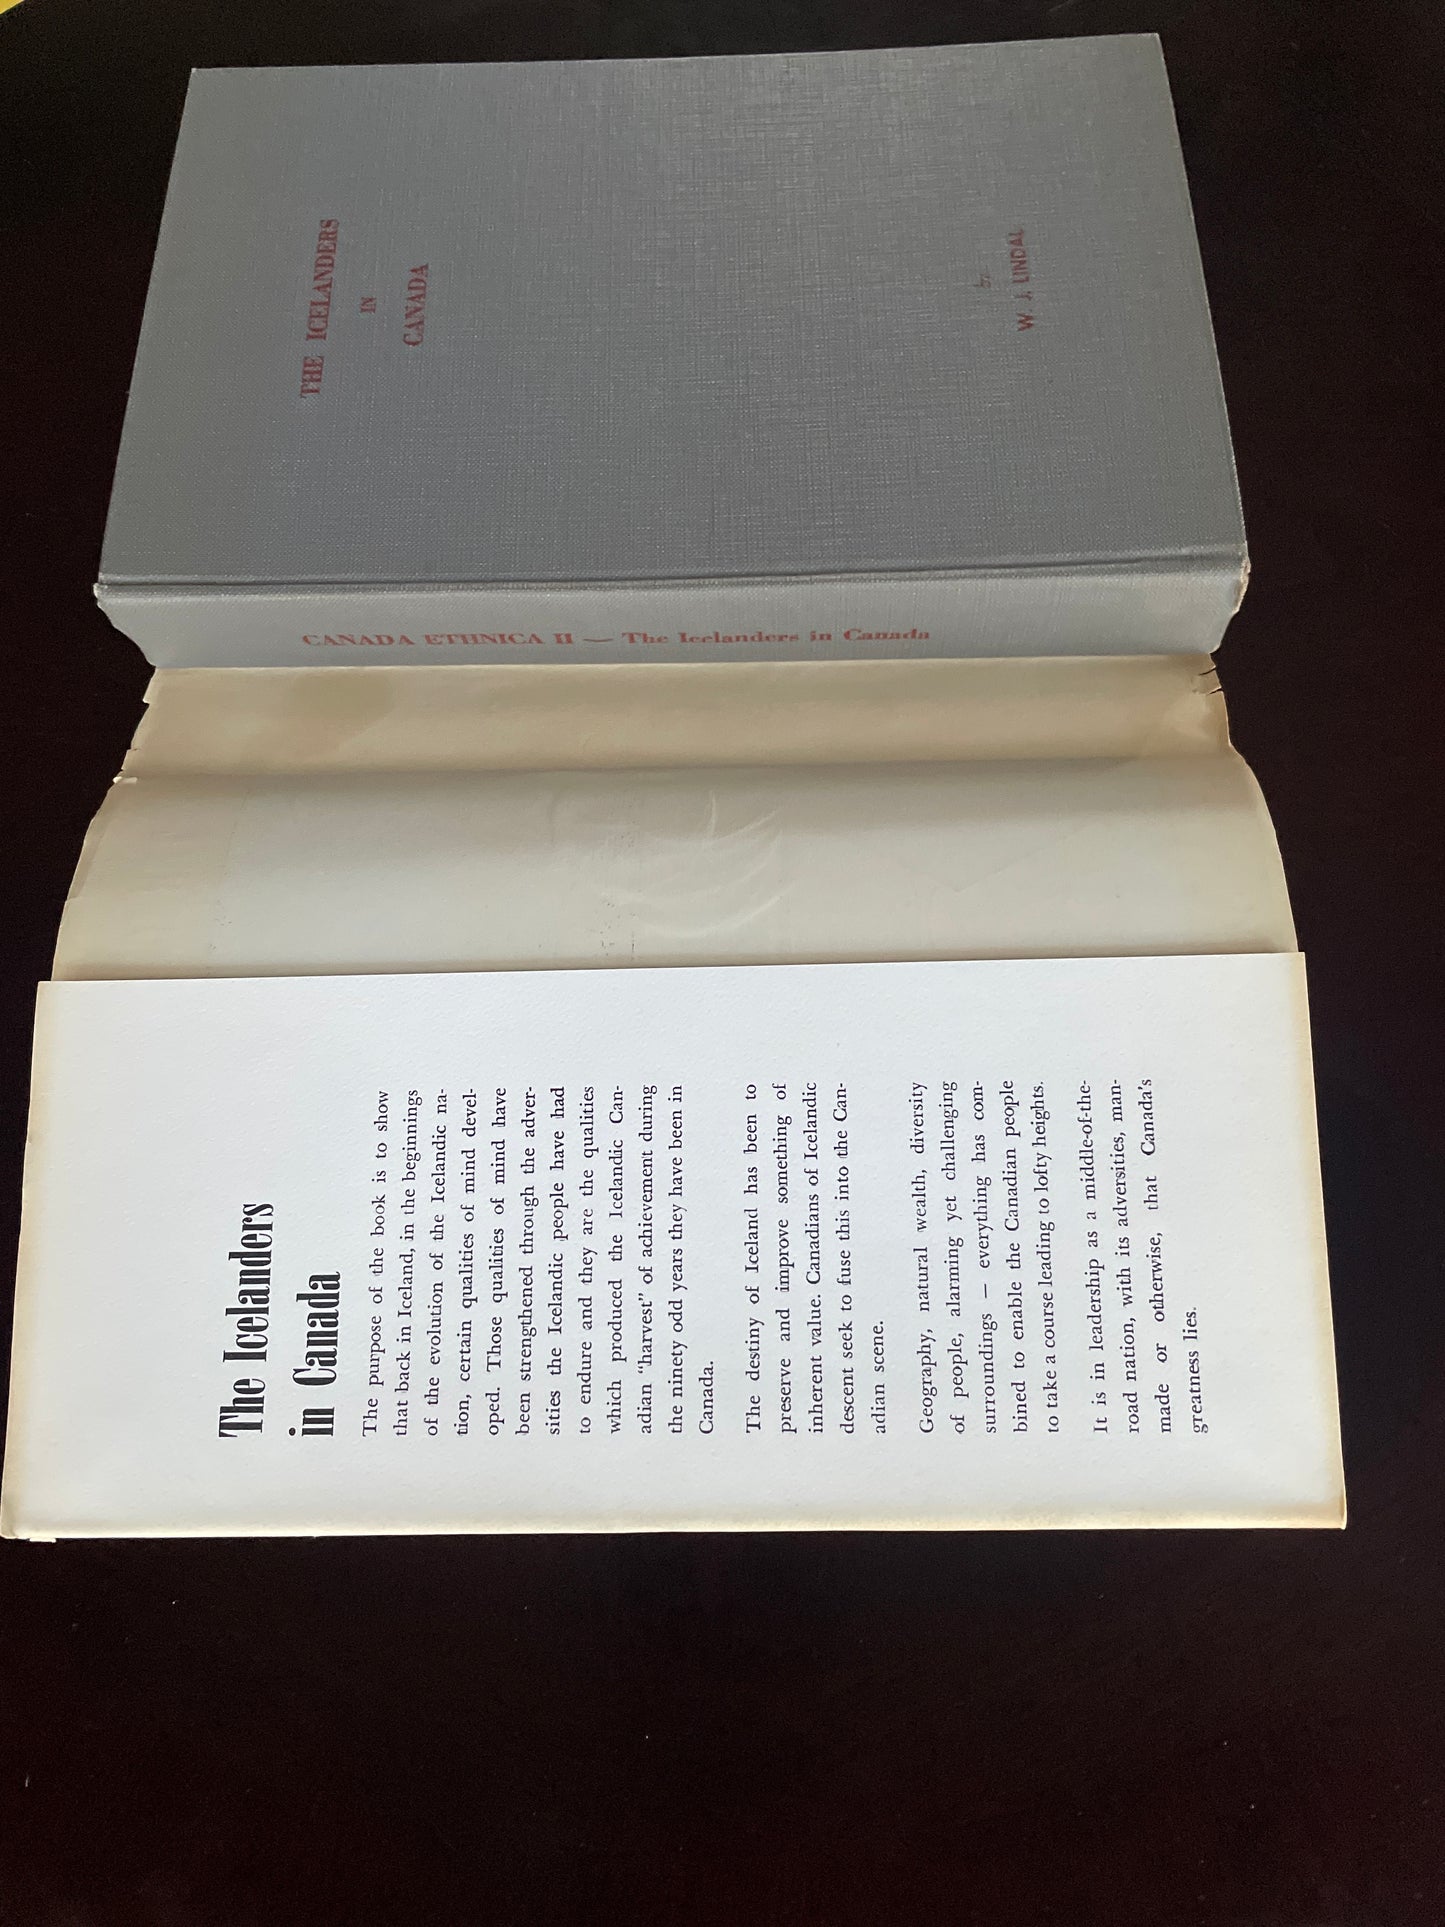 THE ICELANDERS
IN
CANADA
by
W. J. LINDAL
CANADA ETHNICA II — The Icelanders in Canada
The Icelanders
in Canada
The purpose of the book is to show
that back in Iceland, in the beginnings
of the evolution of the Icelandic na-
tion, certain qualities of mind devel-
oped. Those qualities of mind have
been strengthened through the adver-
sities the Icelandic people have had
to endure and they are the qualities
which produced the Icelandic Can-
adian "harvest" of achievement during
the ninety odd years they have been in
Canada.
The destiny of Iceland has been to
preserve and improve something of
inherent value. Canadians of Icelandic
descent seek to fuse this into the Can-
adian scene.
Geography, natural wealth, diversity
of people, alarming yet challenging
surroundings — everything has com-
bined to enable the Canadian people
to take a course leading to lofty heights.
It is in leadership as a middle-of-the-
road nation, with its adversities, man-
made or otherwise, that Canada's
greatness lies.